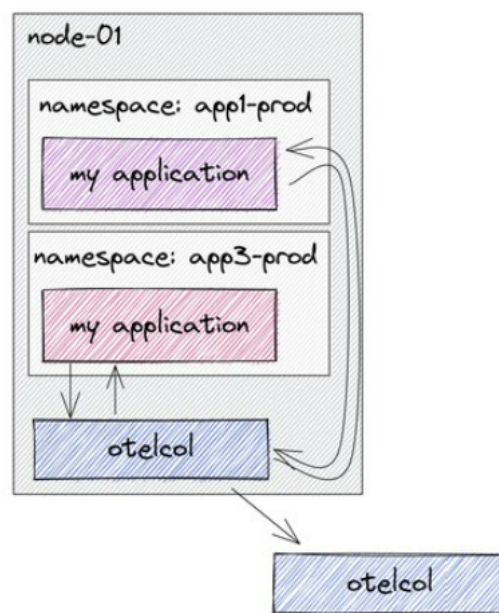 node-01
namespace: app1-prod
my application
namespace: app3-prod
my application
otelcol
otelcol